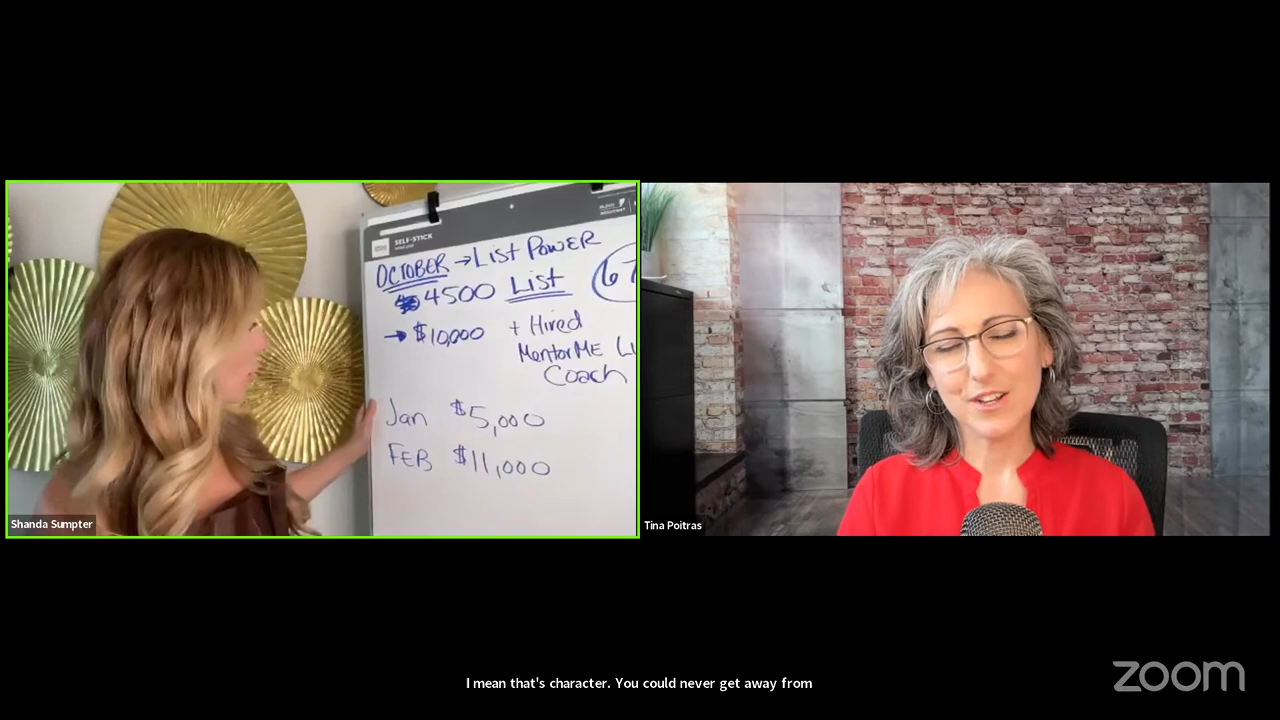 SELF-STICK
OCTOBER → LIST POWER
4500 LIST
→ $10,000 + Hired
MentorME
Coach
Jan $5,000
FEB $11,000
Shanda Sumpter
Tina Poitras
I mean that's character. You could never get away from
zoom